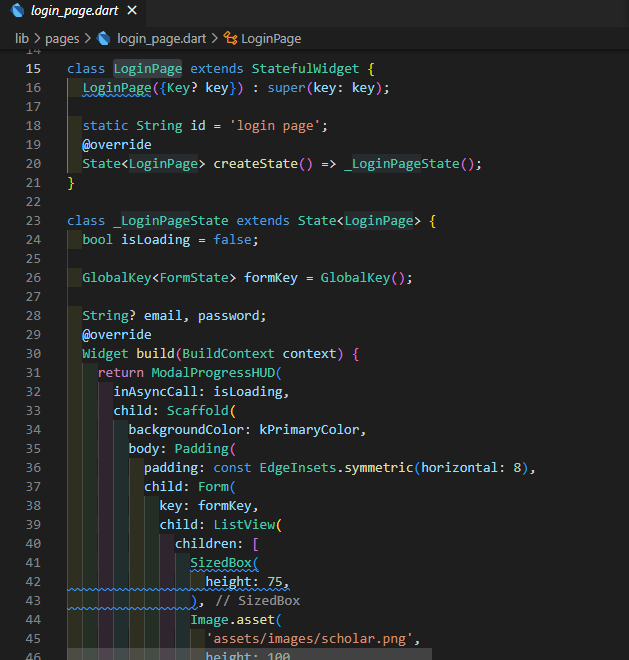 login_page.dart ×
lib > pages > login_page.dart > LoginPage
14
15 class LoginPage extends StatefulWidget {
16   LoginPage({Key? key}) : super(key: key);
17
18   static String id = 'login page';
19   @override
20   State<LoginPage> createState() => _LoginPageState();
21 }
22
23 class _LoginPageState extends State<LoginPage> {
24   bool isLoading = false;
25
26   GlobalKey<FormState> formKey = GlobalKey();
27
28   String? email, password;
29   @override
30   Widget build(BuildContext context) {
31     return ModalProgressHUD(
32       inAsyncCall: isLoading,
33       child: Scaffold(
34         backgroundColor: kPrimaryColor,
35         body: Padding(
36           padding: const EdgeInsets.symmetric(horizontal: 8),
37           child: Form(
38             key: formKey,
39             child: ListView(
40               children: [
41                 SizedBox(
42                   height: 75,
43                 ), // SizedBox
44                 Image.asset(
45                   'assets/images/scholar.png',
46                   height: 100